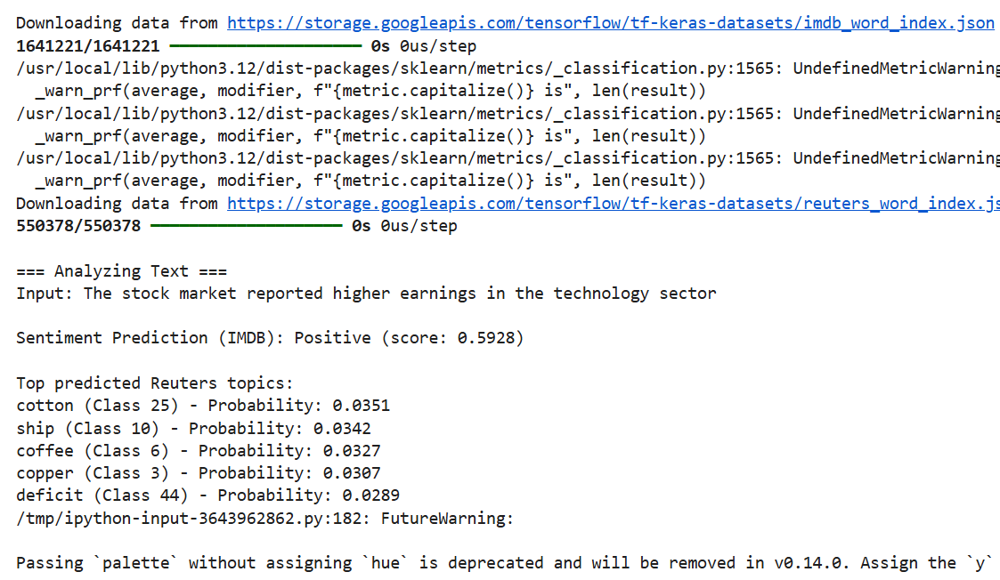 Downloading data from https://storage.googleapis.com/tensorflow/tf-keras-datasets/imdb_word_index.json
1641221/1641221 ━━━━━━━━━━━━━━━━━━━━ 0s 0us/step
/usr/local/lib/python3.12/dist-packages/sklearn/metrics/_classification.py:1565: UndefinedMetricWarning
_warn_prf(average, modifier, f"{metric.capitalize()} is", len(result))
/usr/local/lib/python3.12/dist-packages/sklearn/metrics/_classification.py:1565: UndefinedMetricWarning
_warn_prf(average, modifier, f"{metric.capitalize()} is", len(result))
/usr/local/lib/python3.12/dist-packages/sklearn/metrics/_classification.py:1565: UndefinedMetricWarning
_warn_prf(average, modifier, f"{metric.capitalize()} is", len(result))
Downloading data from https://storage.googleapis.com/tensorflow/tf-keras-datasets/reuters_word_index.js
550378/550378 ━━━━━━━━━━━━━━━━━━━━ 0s 0us/step
=== Analyzing Text ===
Input: The stock market reported higher earnings in the technology sector
Sentiment Prediction (IMDB): Positive (score: 0.5928)
Top predicted Reuters topics:
cotton (Class 25) - Probability: 0.0351
ship (Class 10) - Probability: 0.0342
coffee (Class 6) - Probability: 0.0327
copper (Class 3) - Probability: 0.0307
deficit (Class 44) - Probability: 0.0289
/tmp/ipython-input-3643962862.py:182: FutureWarning:
Passing `palette` without assigning `hue` is deprecated and will be removed in v0.14.0. Assign the `y`